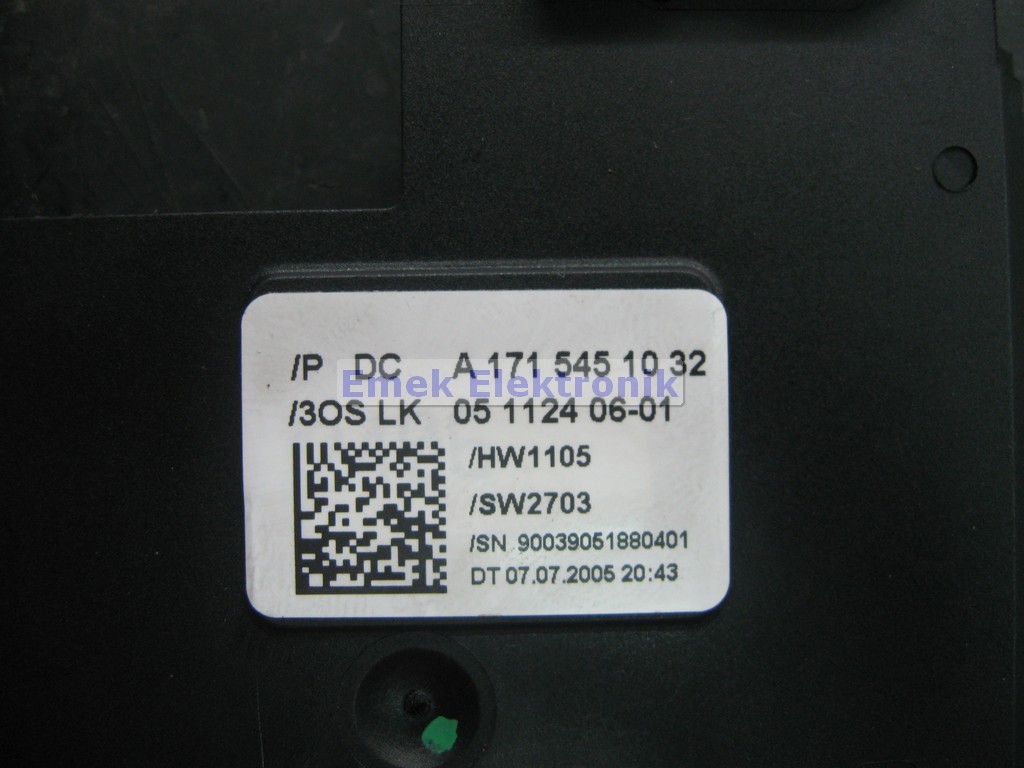 /P DC A 171 545 10 32
Emek Elektronik
/3OS LK 05 1124 06-01
/HW1105
/SW2703
/SN 90039051880401
DT 07.07.2005 20:43